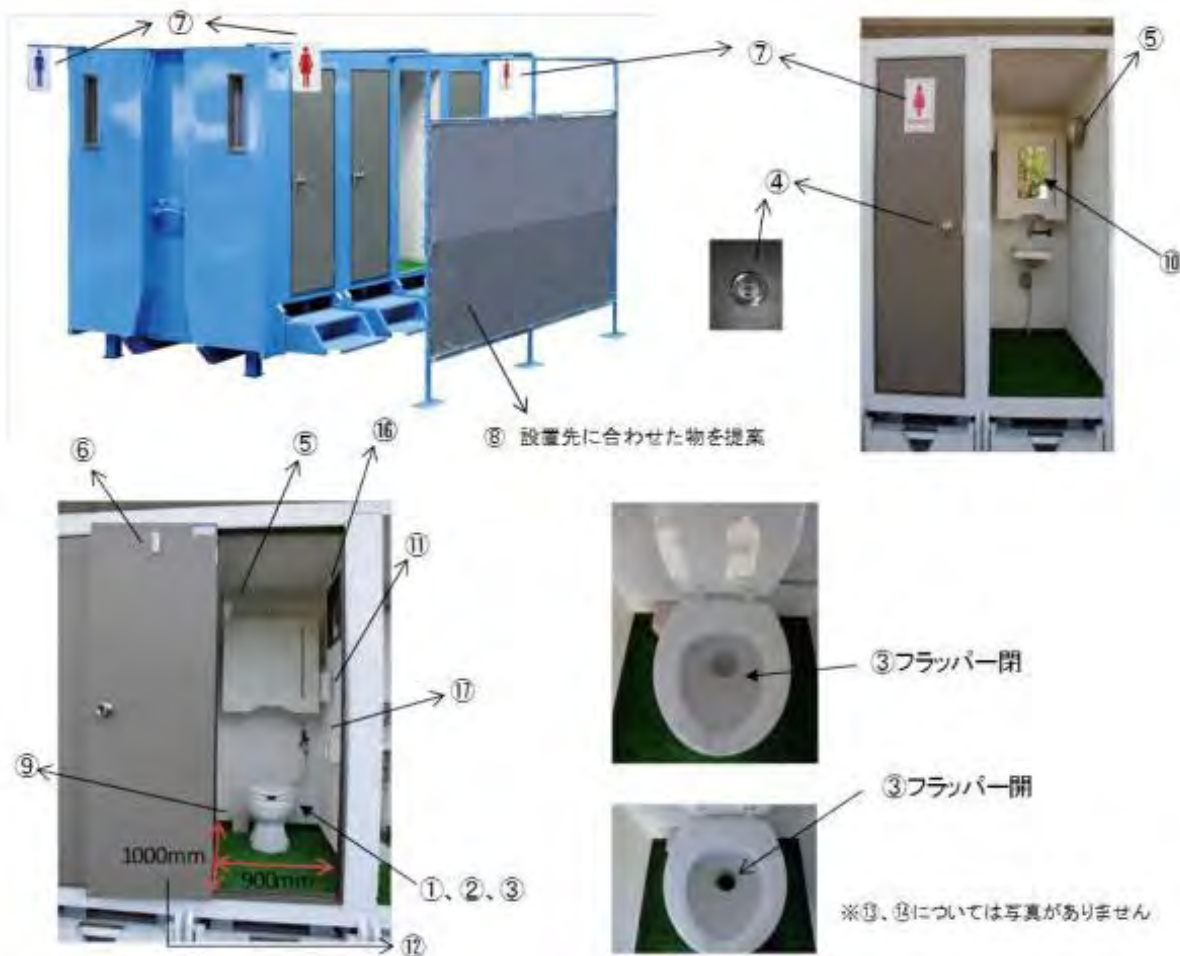 ⑦
⑦
⑤
④
⑩
⑧ 設置先に合わせた物を提案
⑥
⑤
⑯
⑪
⑰
③フラッパー閉
⑨
③フラッパー開
1000mm
900mm
①、②、③
※⑬、⑭については写真がありません
⑫